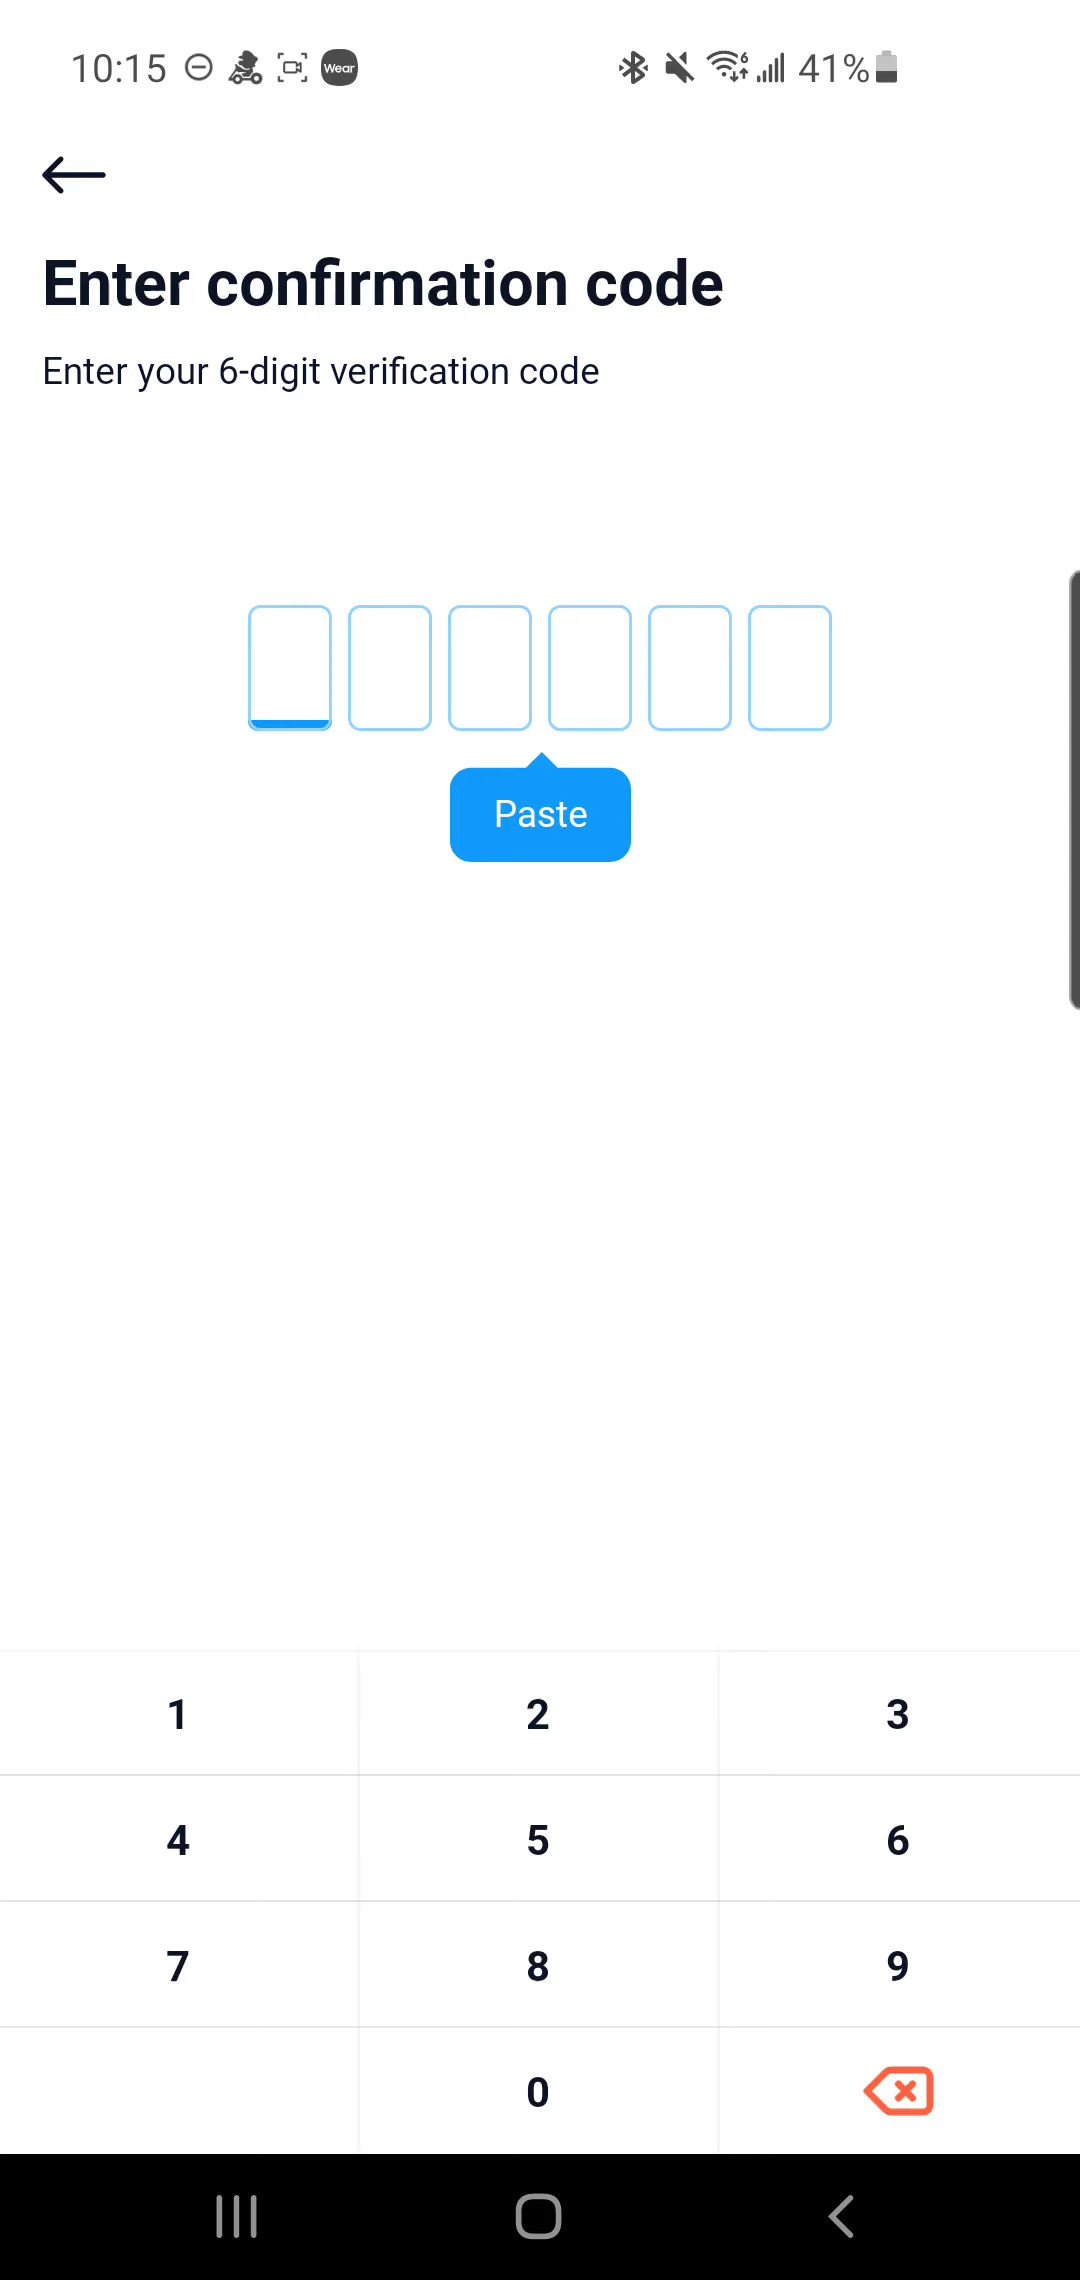 10:15 Wear 6 41%
Enter confirmation code
Enter your 6-digit verification code
Paste
1 2 3
4 5 6
7 8 9
0